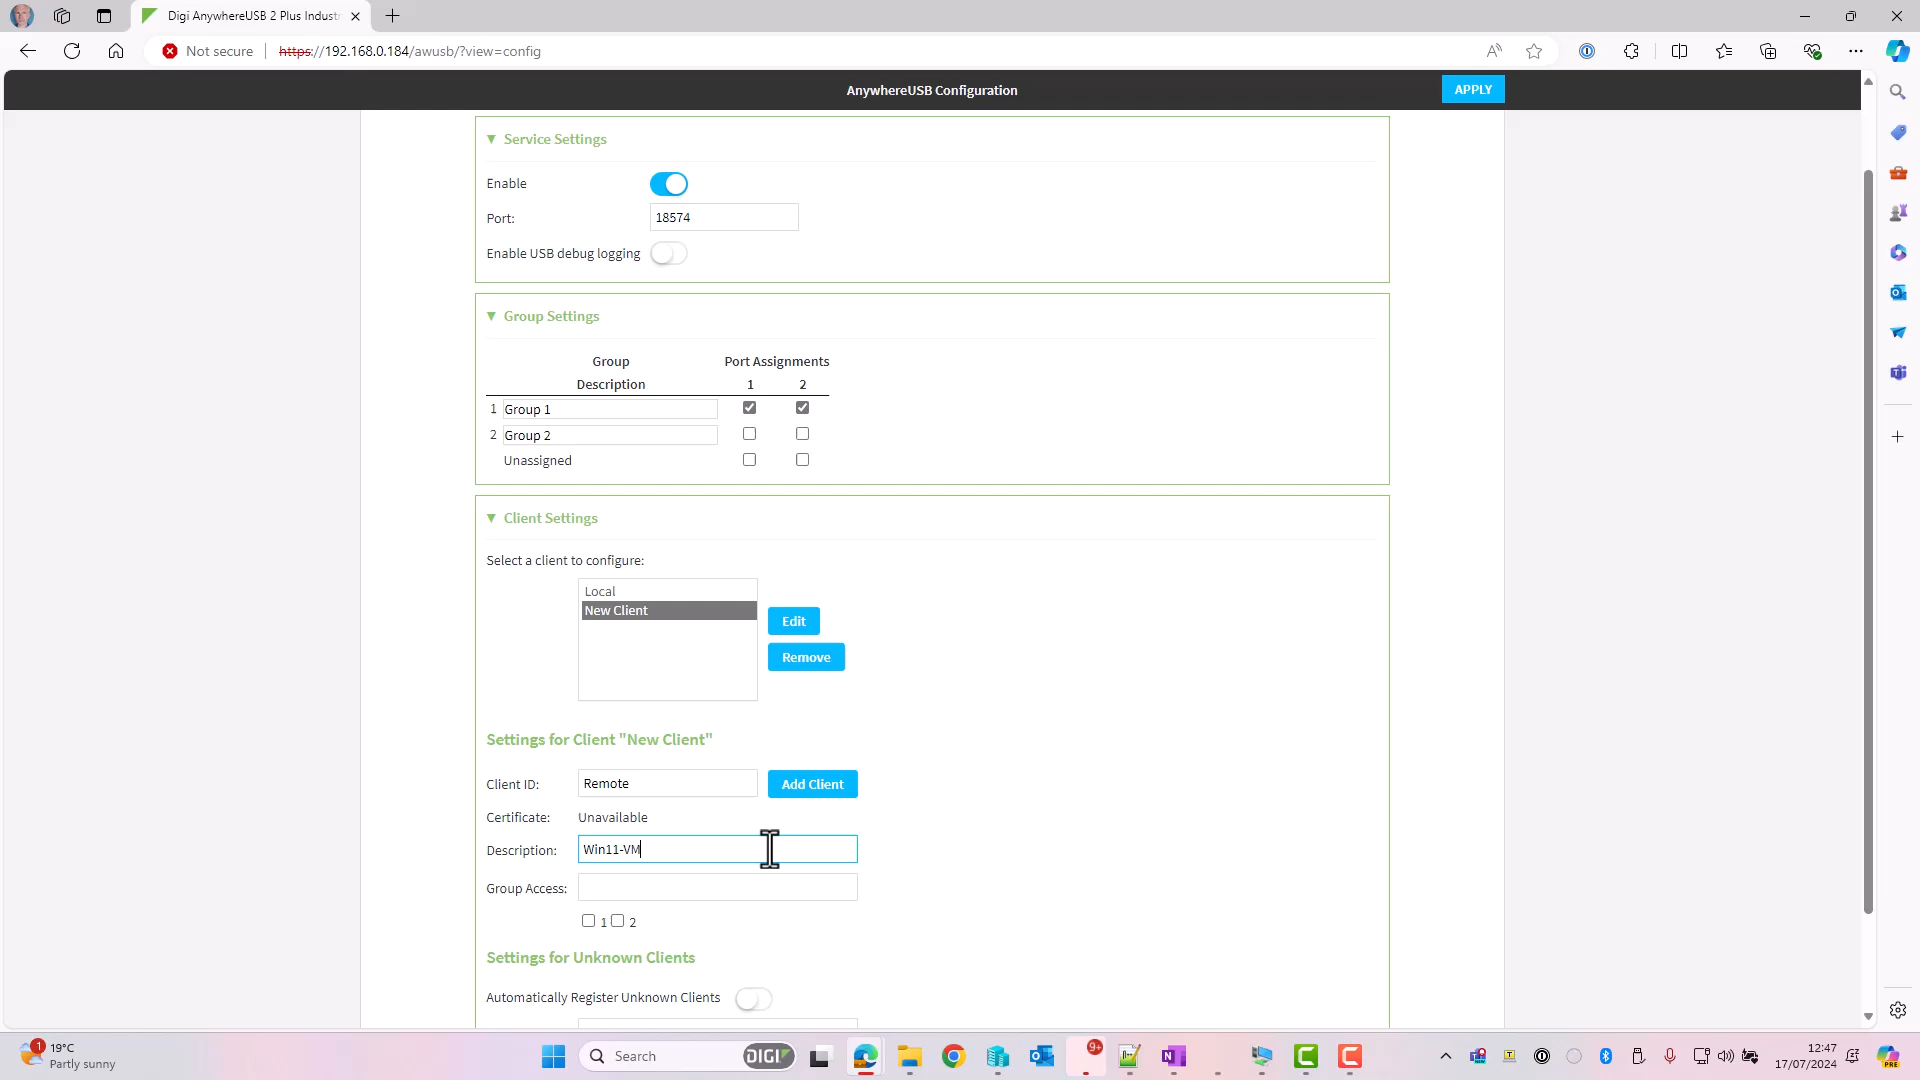 Digi AnywhereUSB 2 Plus Industr
Not secure
https://192.168.0.184/awusb/?view=config
AnywhereUSB Configuration
APPLY
Service Settings
Enable
Port:
18574
Enable USB debug logging
Group Settings
Group
Description
Port Assignments
1 2
1 Group 1
2 Group 2
Unassigned
Client Settings
Select a client to configure:
Local
New Client
Edit
Remove
Settings for Client "New Client"
Client ID:
Remote
Add Client
Certificate:
Unavailable
Description:
Win11-VM
Group Access:
1 2
Settings for Unknown Clients
Automatically Register Unknown Clients
1
19°C
Partly sunny
Search
DIGI
9+
12:47
17/07/2024
PRE